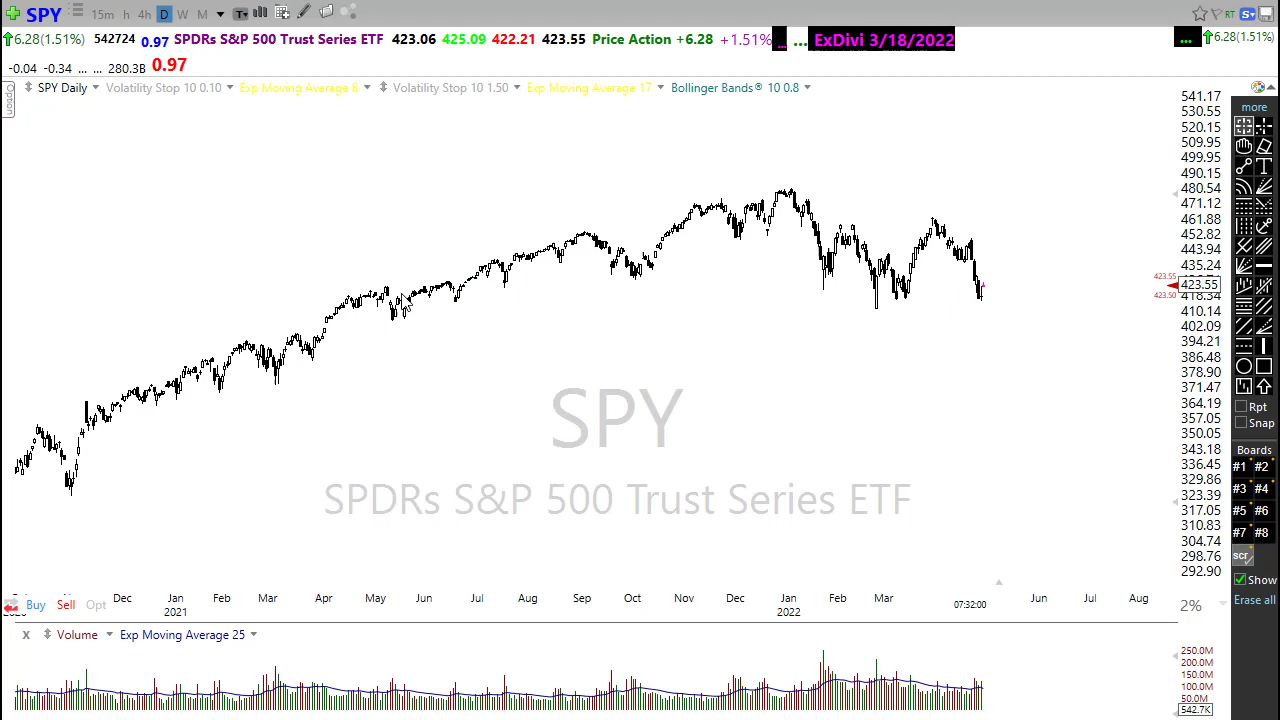 SPY 15m h 4h D W M T RT S 6.28(1.51%)
6.28(1.51%) 542724 0.97 SPDRs S&P 500 Trust Series ETF 423.06 425.09 422.21 423.55 Price Action +6.28 +1.51% ... ... ExDivi 3/18/2022 ...
-0.04 -0.34 ... ... 280.3B 0.97
Option
SPY Daily Volatility Stop 10 0.10 Exp Moving Average 8 Volatility Stop 10 1.50 Exp Moving Average 17 Bollinger Bands® 10 0.8
541.17
530.55
520.15
509.95
499.95
490.15
480.54
471.12
461.88
452.82
443.94
435.24
423.55
423.55
423.50
418.34
410.14
402.09
394.21
386.48
378.90
371.47
364.19
357.05
350.05
343.18
336.45
329.86
323.39
317.05
310.83
304.74
298.76
292.90
more
T
Rpt
Snap
Boards
#1 #2
#3 #4
#5 #6
#7 #8
scr
Show
Erase all
SPY
SPDRs S&P 500 Trust Series ETF
Dec Jan Feb Mar Apr May Jun Jul Aug Sep Oct Nov Dec Jan Feb Mar 07:32:00 Jun Jul Aug
2021 2022
Buy Sell Opt 2%
x Volume Exp Moving Average 25
250.0M
200.0M
150.0M
100.0M
50.0M
542.7K